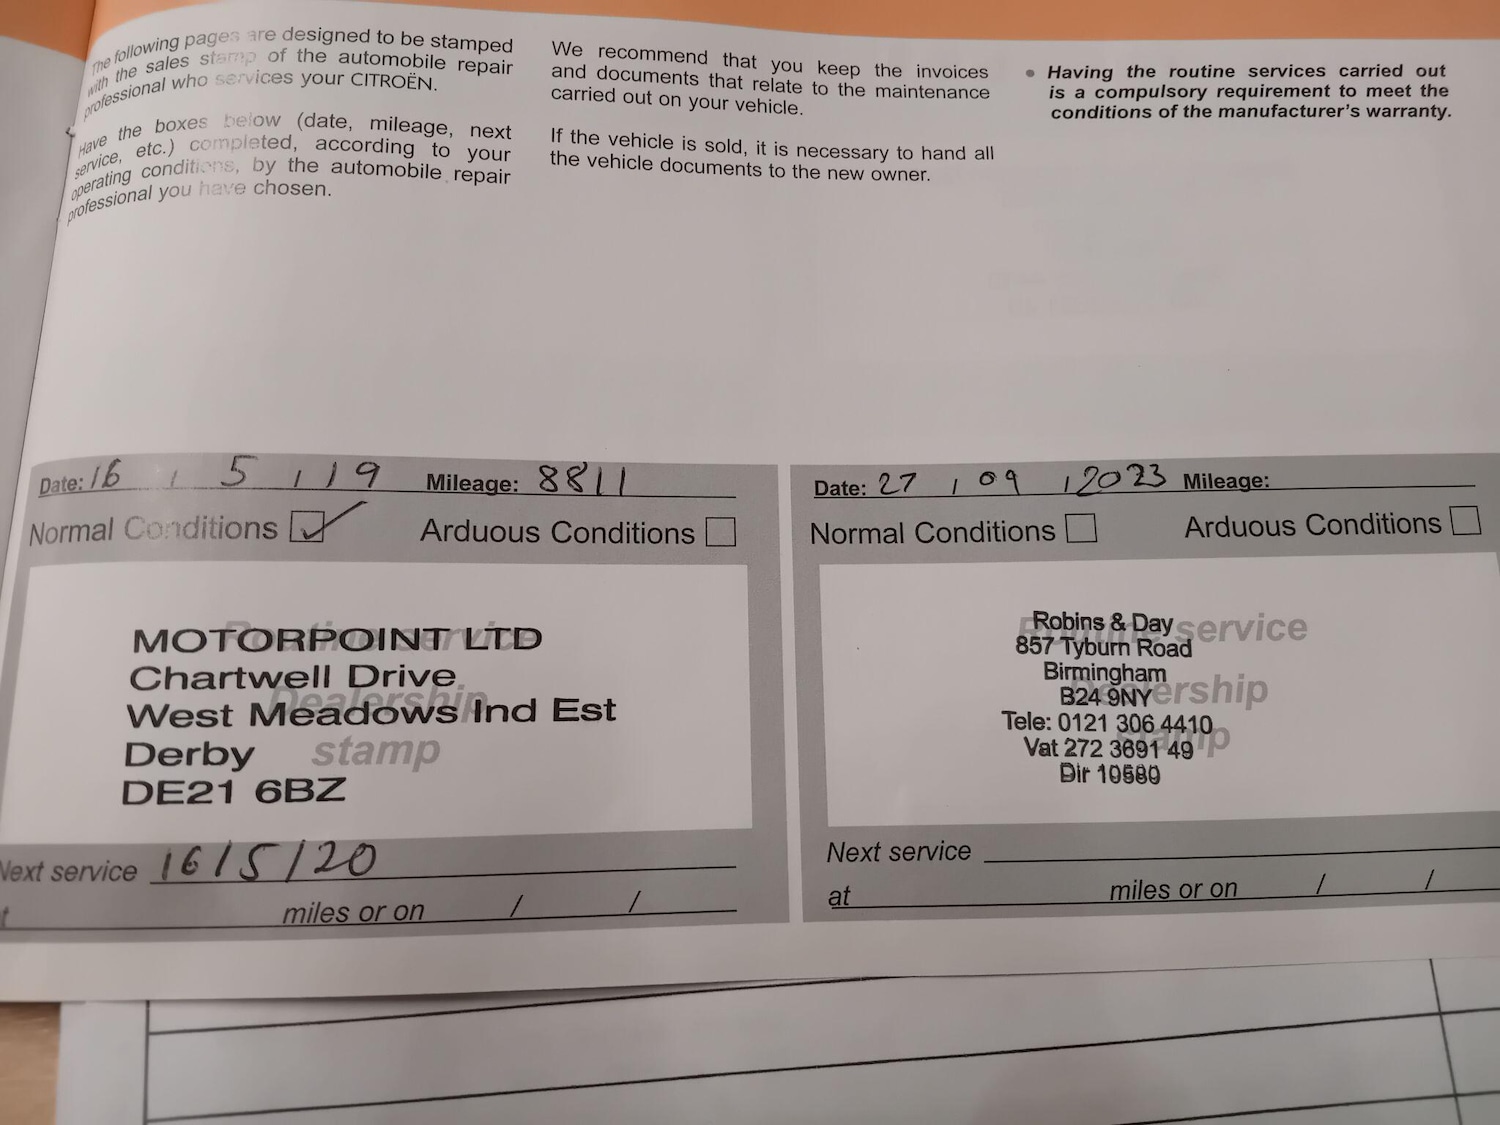 The following pages are designed to be stamped
with the sales stamp of the automobile repair
professional who services your CITROËN.
Have the boxes below (date, mileage, next
service, etc.) completed, according to your
operating conditions, by the automobile repair
professional you have chosen.
We recommend that you keep the invoices
and documents that relate to the maintenance
carried out on your vehicle.
If the vehicle is sold, it is necessary to hand all
the vehicle documents to the new owner.
• Having the routine services carried out
is a compulsory requirement to meet the
conditions of the manufacturer's warranty.
Date: 16 / 5 / 19 Mileage: 8811
Normal Conditions ☑ Arduous Conditions ☐
Routine service
Dealership
stamp
MOTORPOINT LTD
Chartwell Drive
West Meadows Ind Est
Derby
DE21 6BZ
Next service 16/5/20
at miles or on / /
Date: 27 / 09 / 2023 Mileage:
Normal Conditions ☐ Arduous Conditions ☐
Routine service
Dealership
stamp
Robins & Day
857 Tyburn Road
Birmingham
B24 9NY
Tele: 0121 306 4410
Vat 272 3691 49
Dir
Next service
at miles or on / /